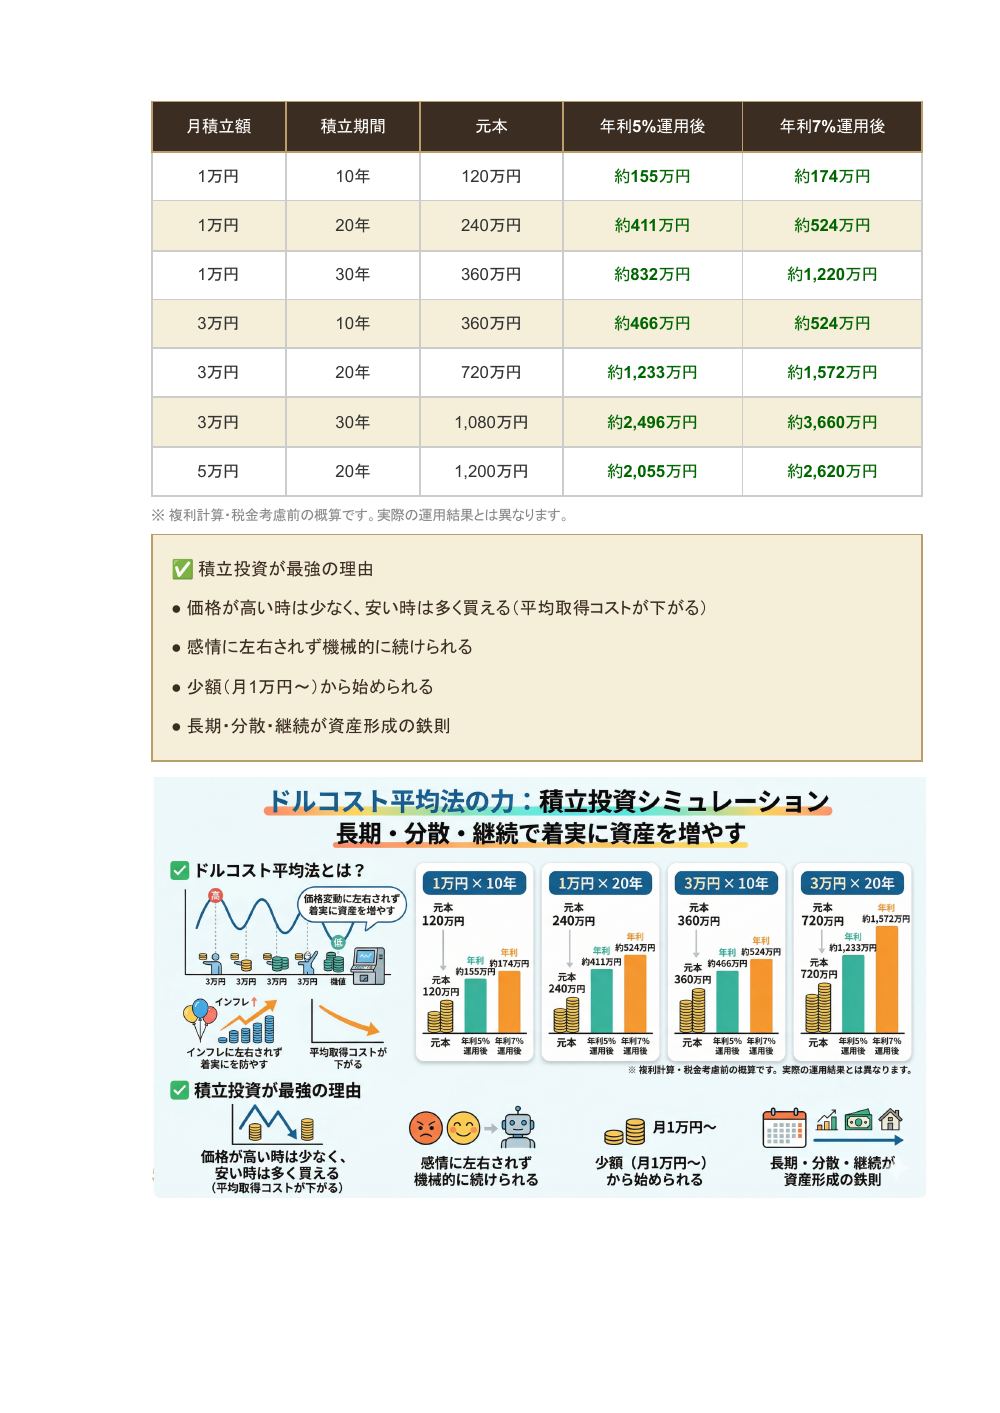 月積立額 積立期間 元本 年利5%運用後 年利7%運用後
1万円 10年 120万円 約155万円 約174万円
1万円 20年 240万円 約411万円 約524万円
1万円 30年 360万円 約832万円 約1,220万円
3万円 10年 360万円 約466万円 約524万円
3万円 20年 720万円 約1,233万円 約1,572万円
3万円 30年 1,080万円 約2,496万円 約3,660万円
5万円 20年 1,200万円 約2,055万円 約2,620万円
※ 複利計算・税金考慮前の概算です。実際の運用結果とは異なります。
✅ 積立投資が最強の理由
● 価格が高い時は少なく、安い時は多く買える（平均取得コストが下がる）
● 感情に左右されず機械的に続けられる
● 少額（月1万円〜）から始められる
● 長期・分散・継続が資産形成の鉄則
ドルコスト平均法の力：積立投資シミュレーション
長期・分散・継続で着実に資産を増やす
✅ ドルコスト平均法とは？
高
価格変動に左右されず
着実に資産を増やす
低
3万円 3万円 3万円 3万円 機値
インフレ↑
インフレに左右されず
着実にを防やす
平均取得コストが
下がる
1万円×10年
元本
120万円
元本
120万円
年利
約155万円
年利
約174万円
元本 年利5%運用後 年利7%運用後
1万円×20年
元本
240万円
元本
240万円
年利
約411万円
年利
約524万円
元本 年利5%運用後 年利7%運用後
3万円×10年
元本
360万円
元本
360万円
年利
約466万円
年利
約524万円
元本 年利5%運用後 年利7%運用後
3万円×20年
元本
720万円
元本
720万円
年利
約1,233万円
年利
約1,572万円
元本 年利5%運用後 年利7%運用後
※ 複利計算・税金考慮前の概算です。実際の運用結果とは異なります。
✅ 積立投資が最強の理由
価格が高い時は少なく、
安い時は多く買える
（平均取得コストが下がる）
感情に左右されず
機械的に続けられる
月1万円〜
少額（月1万円〜）
から始められる
長期・分散・継続が
資産形成の鉄則